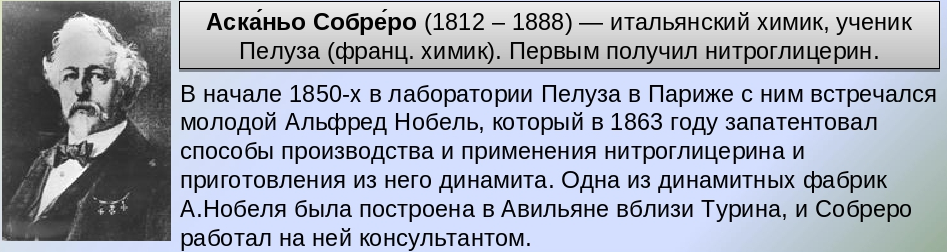 Аска́ньо Собре́ро (1812 – 1888) — итальянский химик, ученик
Пелуза (франц. химик). Первым получил нитроглицерин.
В начале 1850-х в лаборатории Пелуза в Париже с ним встречался
молодой Альфред Нобель, который в 1863 году запатентовал
способы производства и применения нитроглицерина и
приготовления из него динамита. Одна из динамитных фабрик
А.Нобеля была построена в Авильяне вблизи Турина, и Собреро
работал на ней консультантом.